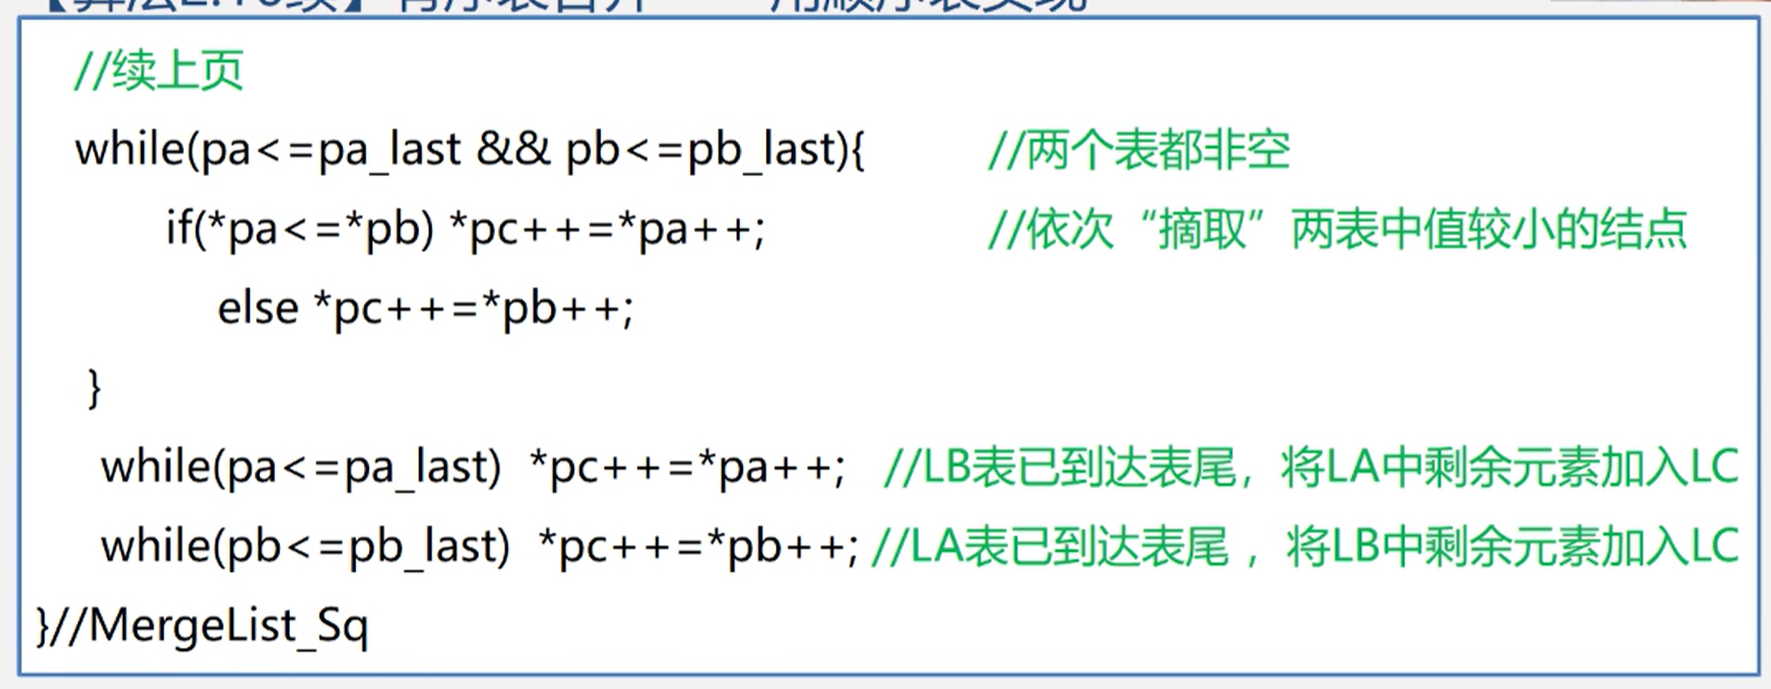 //续上页
while(pa<=pa_last && pb<=pb_last){ //两个表都非空
if(*pa<=*pb) *pc++=*pa++; //依次“摘取”两表中值较小的结点
else *pc++=*pb++;
}
while(pa<=pa_last) *pc++=*pa++; //LB表已到达表尾，将LA中剩余元素加入LC
while(pb<=pb_last) *pc++=*pb++; //LA表已到达表尾，将LB中剩余元素加入LC
}//MergeList_Sq